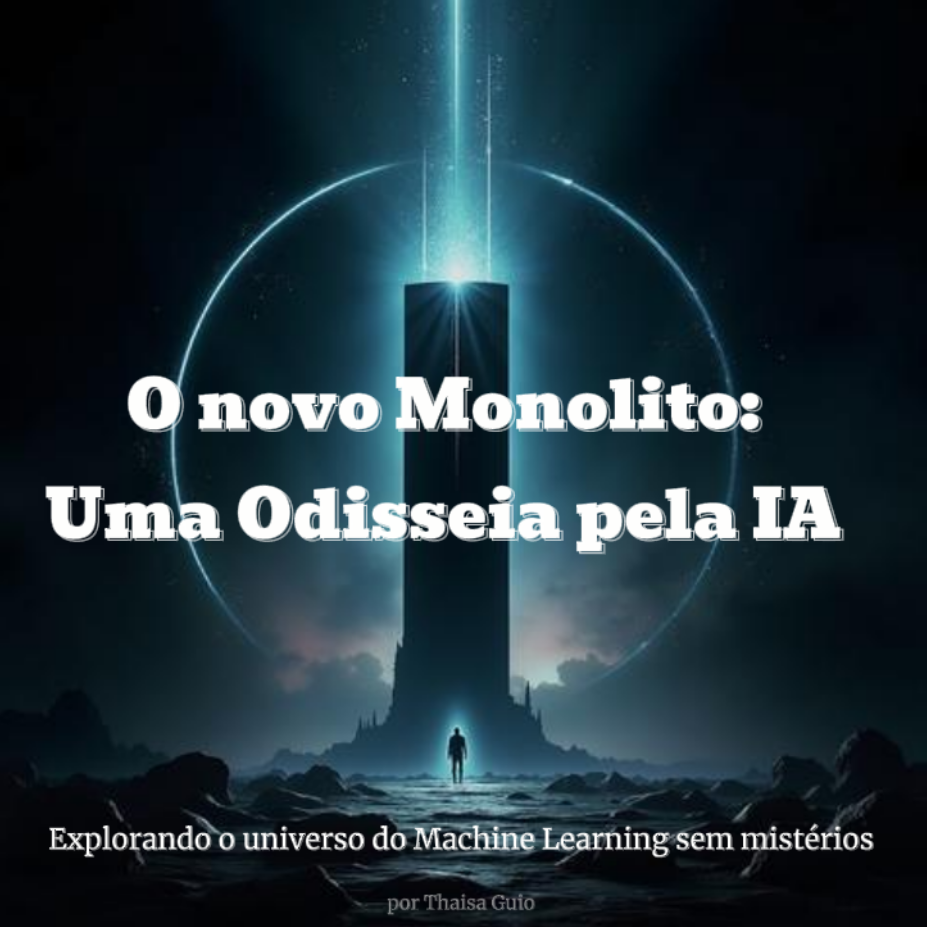 O novo Monolito:
Uma Odisseia pela IA
Explorando o universo do Machine Learning sem mistérios
por Thaisa Guio